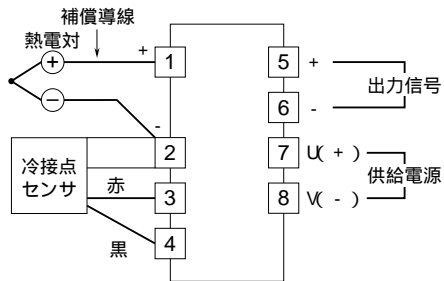 補償導線
熱電対
+
+
−
-
冷接点
センサ
赤
黒
1
2
3
4
5 +
6 -
出力信号
7 U( + )
8 V( - )
供給電源